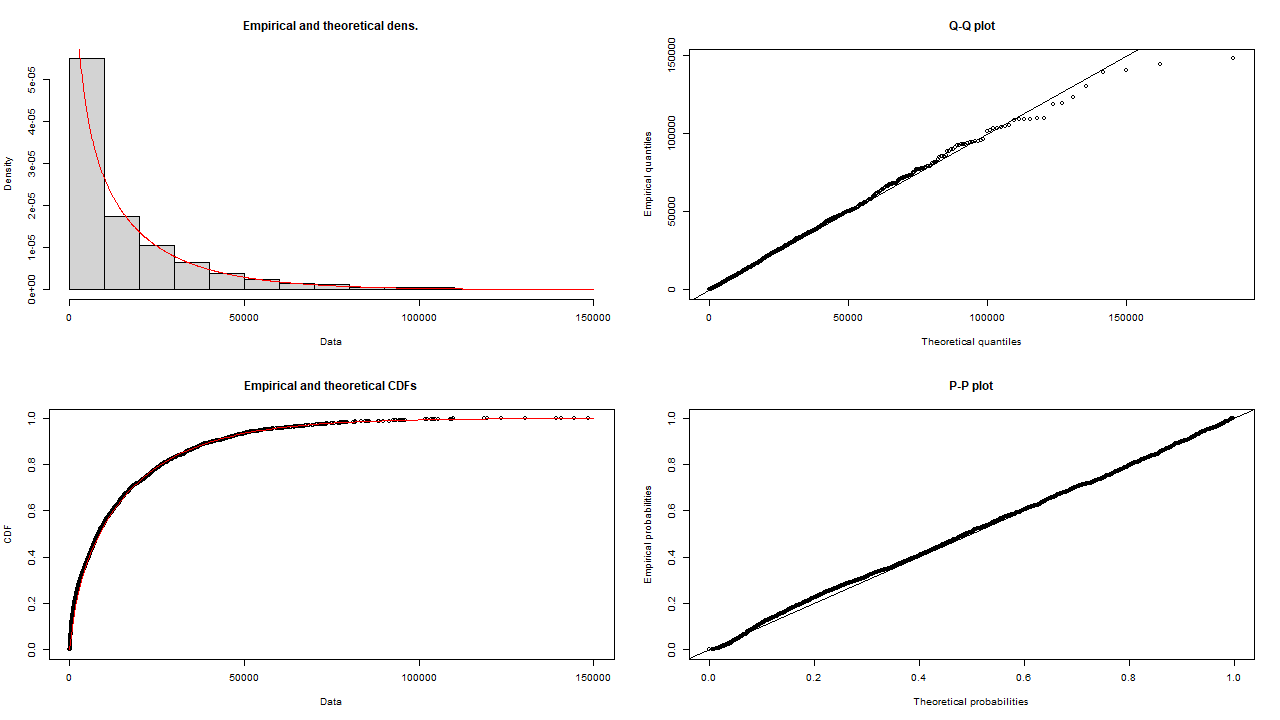 Empirical and theoretical dens.
Density
0e+00 1e-05 2e-05 3e-05 4e-05 5e-05
0 50000 100000 150000
Data
Q-Q plot
Empirical quantiles
0 50000 100000 150000
0 50000 100000 150000
Theoretical quantiles
Empirical and theoretical CDFs
CDF
0.0 0.2 0.4 0.6 0.8 1.0
0 50000 100000 150000
Data
P-P plot
Empirical probabilities
0.0 0.2 0.4 0.6 0.8 1.0
0.0 0.2 0.4 0.6 0.8 1.0
Theoretical probabilities